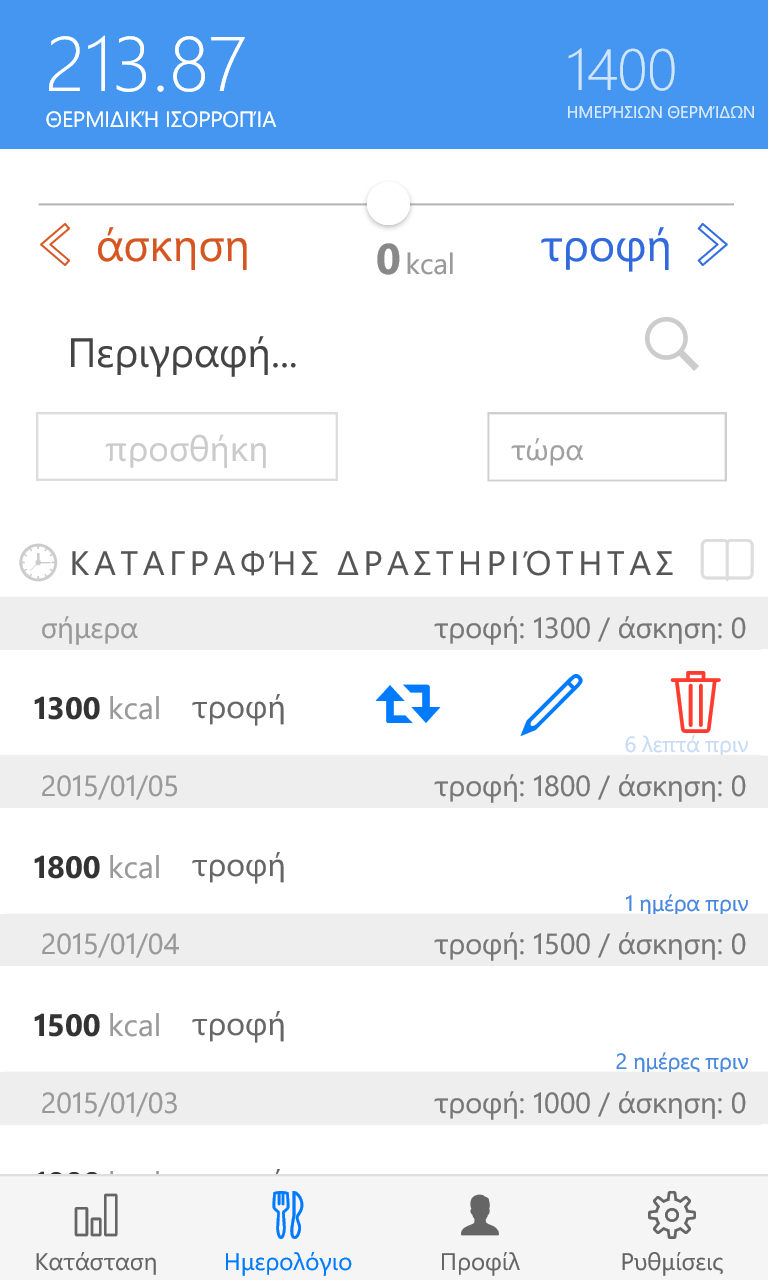 213.87
1400
ΘΕΡΜΙΔΙΚΉ ΙΣΟΡΡΟΠΊΑ
ΗΜΕΡΉΣΙΩΝ ΘΕΡΜΊΔΩΝ
άσκηση
0 kcal
τροφή
Περιγραφή...
προσθήκη
τώρα
ΚΑΤΑΓΡΑΦΉΣ ΔΡΑΣΤΗΡΙΌΤΗΤΑΣ
σήμερα τροφή: 1300 / άσκηση: 0
1300 kcal τροφή
6 λεπτά πριν
2015/01/05 τροφή: 1800 / άσκηση: 0
1800 kcal τροφή
1 ημέρα πριν
2015/01/04 τροφή: 1500 / άσκηση: 0
1500 kcal τροφή
2 ημέρες πριν
2015/01/03 τροφή: 1000 / άσκηση: 0
Κατάσταση Ημερολόγιο Προφίλ Ρυθμίσεις